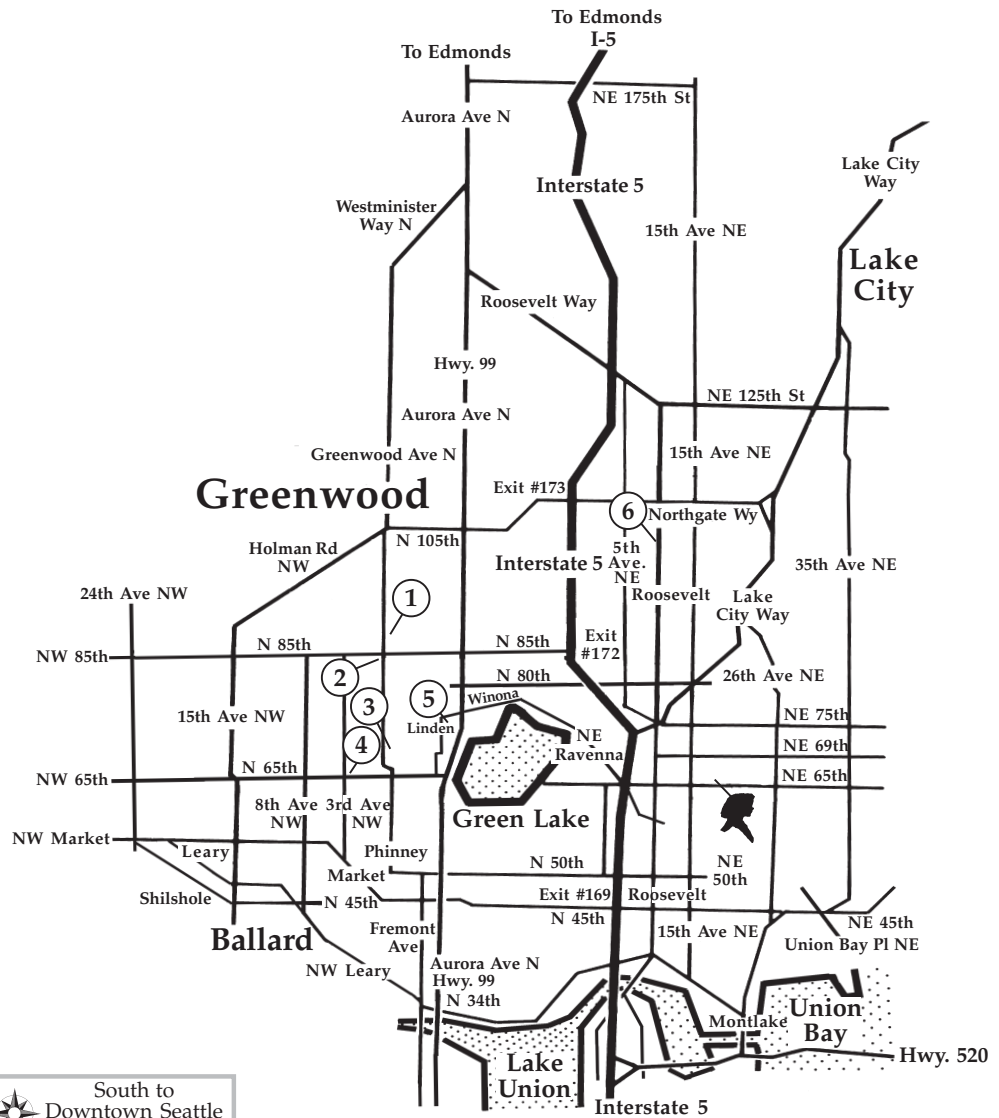 To Edmonds
I-5
To Edmonds
NE 175th St
Aurora Ave N
Lake City
Way
Interstate 5
Westminister
Way N
15th Ave NE
Lake
City
Roosevelt Way
Hwy. 99
NE 125th St
Aurora Ave N
15th Ave NE
Greenwood Ave N
Greenwood
Exit #173
6
Northgate Wy
N 105th
Holman Rd
NW
Interstate 5
5th
Ave.
NE
35th Ave NE
24th Ave NW
1
Roosevelt
Lake
City Way
N 85th
N 85th
Exit
#172
NW 85th
2
N 80th
26th Ave NE
5
Winona
3
15th Ave NW
Linden
NE 75th
4
NE
Ravenna
NE 69th
N 65th
NE 65th
NW 65th
8th Ave
NW
3rd Ave
NW
Green Lake
NW Market
Leary
Phinney
N 50th
NE
50th
Market
Shilshole
N 45th
Exit #169
Roosevelt
N 45th
NE 45th
Ballard
Fremont
Ave
15th Ave NE
Union Bay Pl NE
NW Leary
Aurora Ave N
Hwy. 99
N 34th
Union
Bay
Montlake
Lake
Union
Hwy. 520
South to
Downtown Seattle
Interstate 5